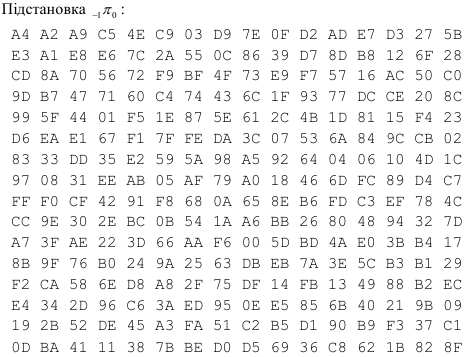 Підстановка ₋₁π₀ :
A4 A2 A9 C5 4E C9 03 D9 7E 0F D2 AD E7 D3 27 5B
E3 A1 E8 E6 7C 2A 55 0C 86 39 D7 8D B8 12 6F 28
CD 8A 70 56 72 F9 BF 4F 73 E9 F7 57 16 AC 50 C0
9D B7 47 71 60 C4 74 43 6C 1F 93 77 DC CE 20 8C
99 5F 44 01 F5 1E 87 5E 61 2C 4B 1D 81 15 F4 23
D6 EA E1 67 F1 7F FE DA 3C 07 53 6A 84 9C CB 02
83 33 DD 35 E2 59 5A 98 A5 92 64 04 06 10 4D 1C
97 08 31 EE AB 05 AF 79 A0 18 46 6D FC 89 D4 C7
FF F0 CF 42 91 F8 68 0A 65 8E B6 FD C3 EF 78 4C
CC 9E 30 2E BC 0B 54 1A A6 BB 26 80 48 94 32 7D
A7 3F AE 22 3D 66 AA F6 00 5D BD 4A E0 3B B4 17
8B 9F 76 B0 24 9A 25 63 DB EB 7A 3E 5C B3 B1 29
F2 CA 58 6E D8 A8 2F 75 DF 14 FB 13 49 88 B2 EC
E4 34 2D 96 C6 3A ED 95 0E E5 85 6B 40 21 9B 09
19 2B 52 DE 45 A3 FA 51 C2 B5 D1 90 B9 F3 37 C1
0D BA 41 11 38 7B BE D0 D5 69 36 C8 62 1B 82 8F